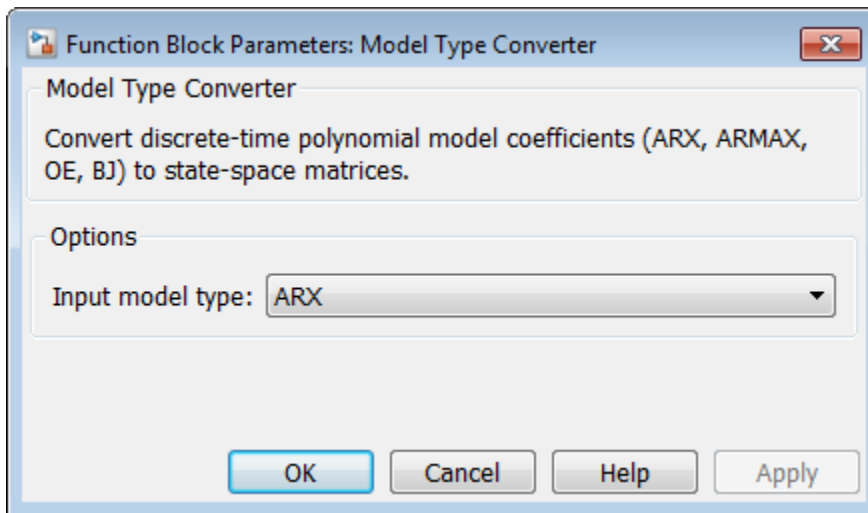 Function Block Parameters: Model Type Converter
Model Type Converter
Convert discrete-time polynomial model coefficients (ARX, ARMAX,
OE, BJ) to state-space matrices.
Options
Input model type: ARX
OK Cancel Help Apply